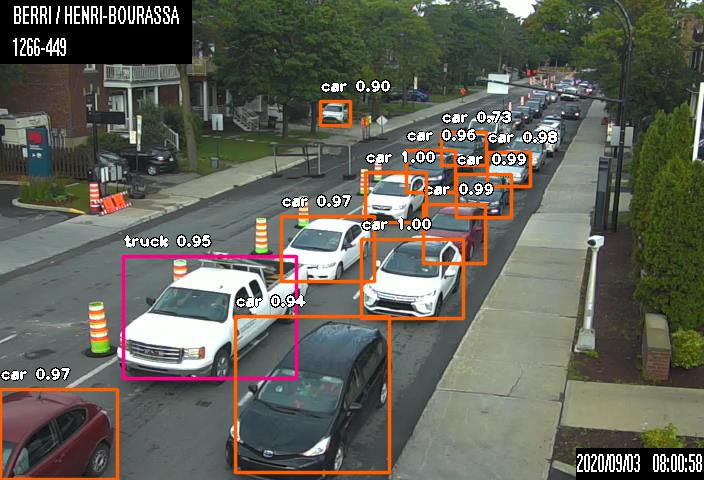 BERRI / HENRI-BOURASSA
1266-449
car 0.90
car 0.73
car 0.96
car 0.98
car 1.00
car 0.99
car 0.99
car 0.97
car 1.00
truck 0.95
car 0.94
car 0.97
2020/09/03 08:00:58